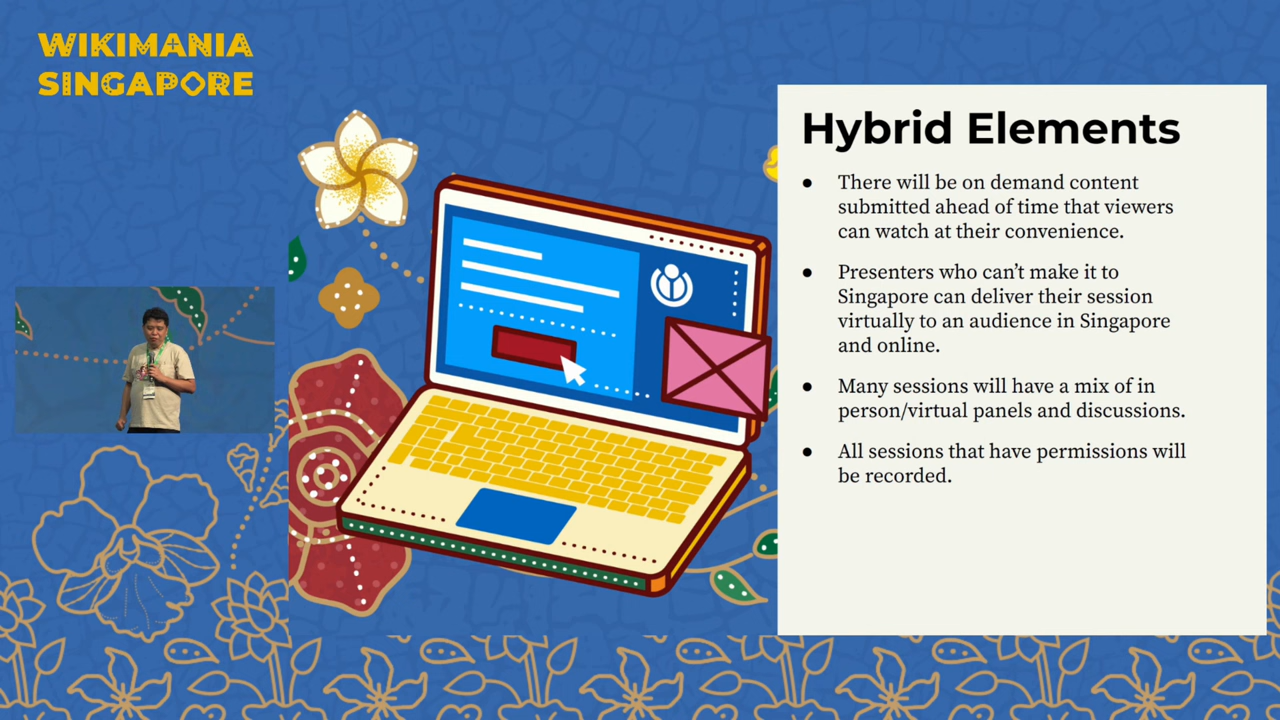 WIKIMANIA
SINGAPORE
Hybrid Elements
● There will be on demand content
submitted ahead of time that viewers
can watch at their convenience.
● Presenters who can’t make it to
Singapore can deliver their session
virtually to an audience in Singapore
and online.
● Many sessions will have a mix of in
person/virtual panels and discussions.
● All sessions that have permissions will
be recorded.